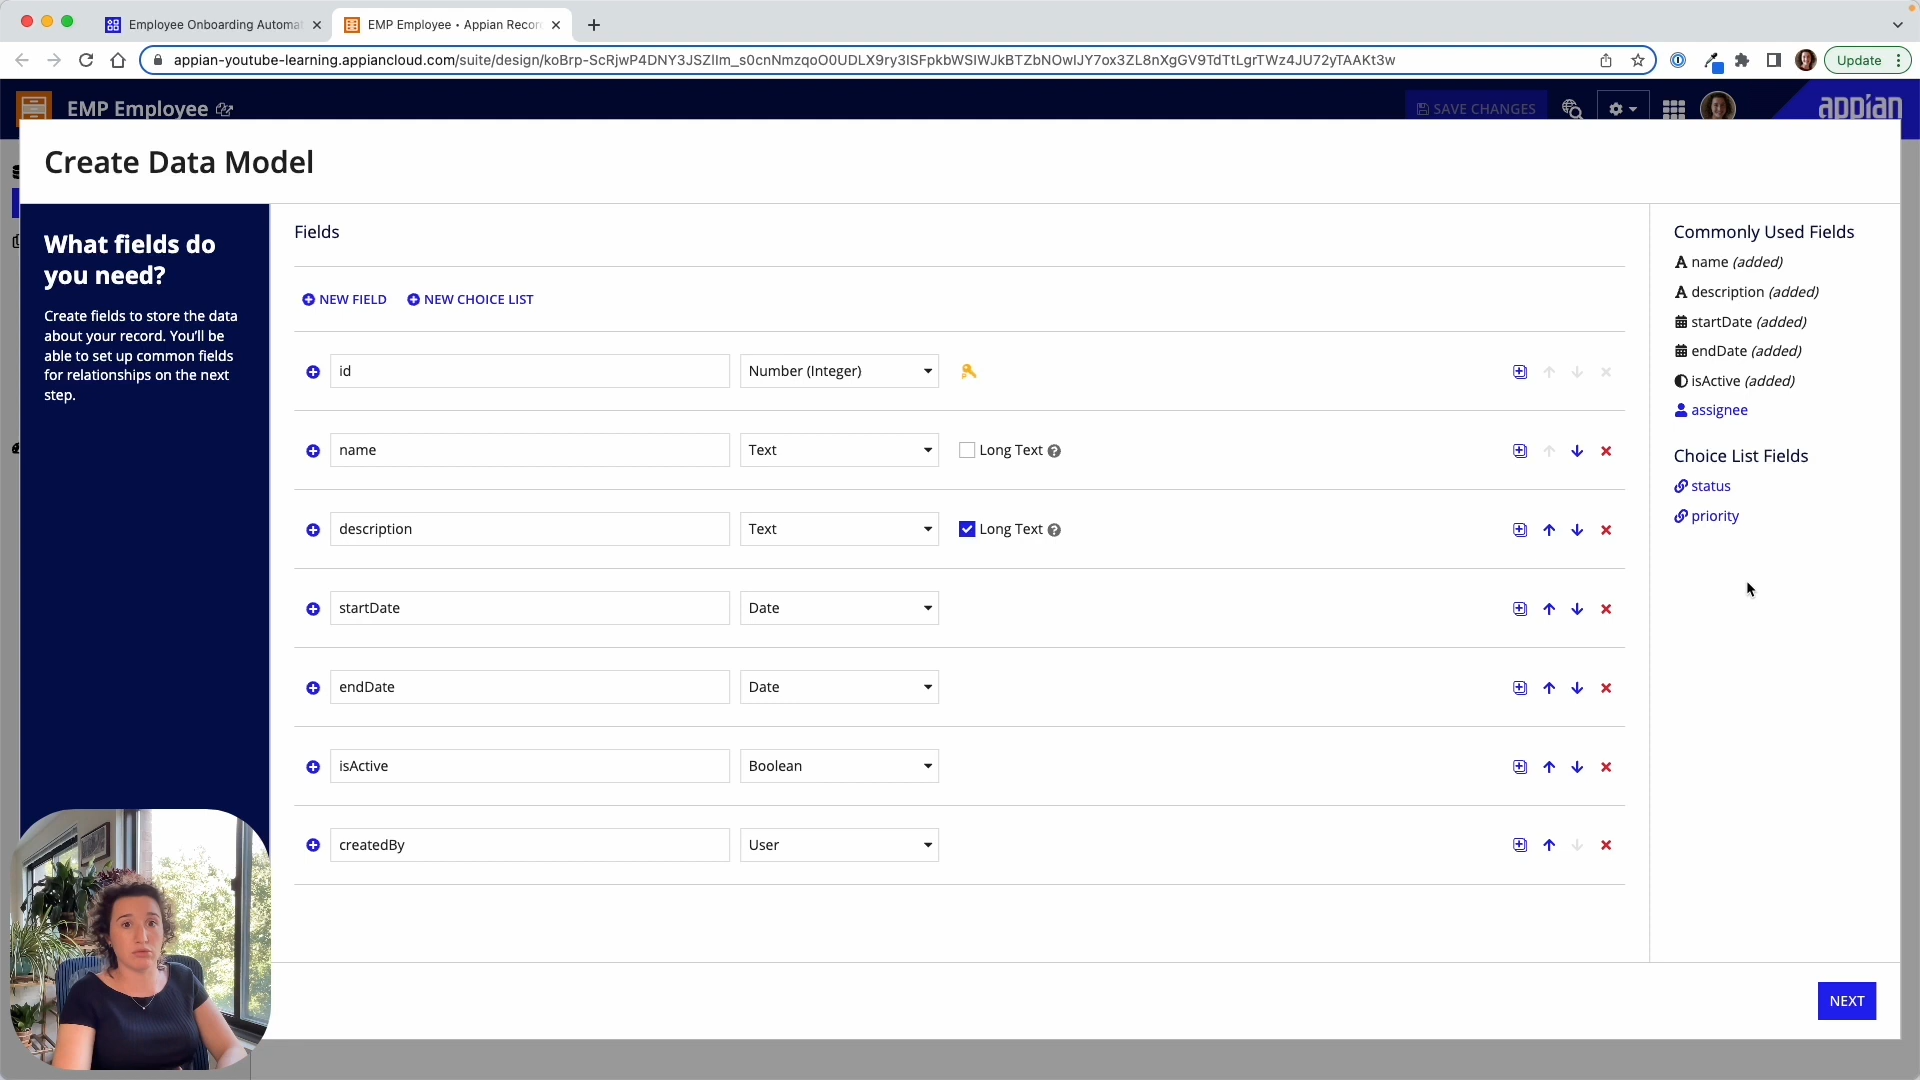 Employee Onboarding Automat
EMP Employee • Appian Recor
appian-youtube-learning.appiancloud.com/suite/design/koBrp-ScRjwP4DNY3JSZIIm_s0cnNmzqoO0UDLX9ry3ISFpkbWSIWJkBTZbNOwIJY7ox3ZL8nXgGV9TdTtLgrTWz4JU72yTAAKt3w
Update
EMP Employee
SAVE CHANGES
appian
Create Data Model
What fields do
you need?
Create fields to store the data
about your record. You'll be
able to set up common fields
for relationships on the next
step.
Fields
NEW FIELD NEW CHOICE LIST
id Number (Integer)
name Text Long Text
description Text Long Text
startDate Date
endDate Date
isActive Boolean
createdBy User
Commonly Used Fields
name (added)
description (added)
startDate (added)
endDate (added)
isActive (added)
assignee
Choice List Fields
status
priority
NEXT